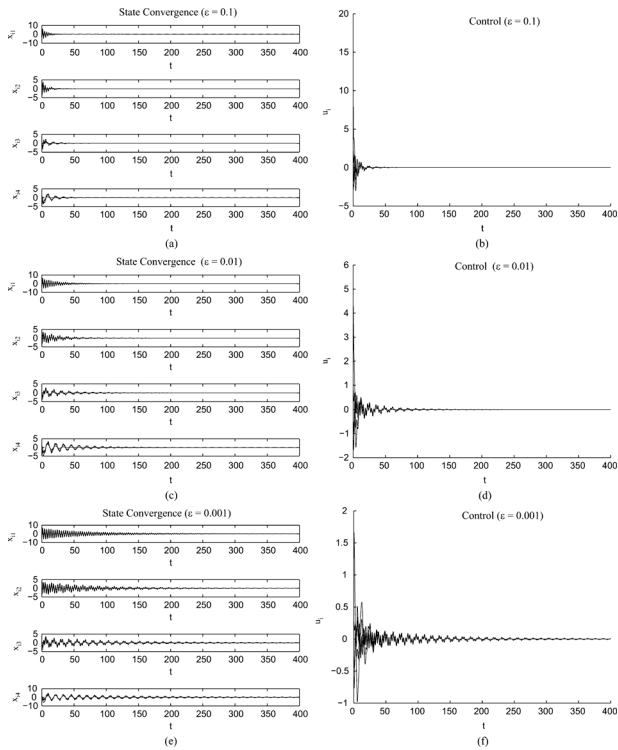 State Convergence (ε = 0.1)
x_i1
10
0
−10
0 50 100 150 200 250 300 350 400
t
x_i2
5
0
−5
0 50 100 150 200 250 300 350 400
t
x_i3
5
0
−5
0 50 100 150 200 250 300 350 400
t
x_i4
5
0
−5
0 50 100 150 200 250 300 350 400
t
(a)
Control (ε = 0.1)
u_i
20
15
10
5
0
−5
0 50 100 150 200 250 300 350 400
t
(b)
State Convergence (ε = 0.01)
x_i1
10
0
−10
0 50 100 150 200 250 300 350 400
t
x_i2
5
0
−5
0 50 100 150 200 250 300 350 400
t
x_i3
5
0
−5
0 50 100 150 200 250 300 350 400
t
x_i4
5
0
−5
0 50 100 150 200 250 300 350 400
t
(c)
Control (ε = 0.01)
u_i
6
5
4
3
2
1
0
−1
−2
0 50 100 150 200 250 300 350 400
t
(d)
State Convergence (ε = 0.001)
x_i1
10
0
−10
0 50 100 150 200 250 300 350 400
t
x_i2
5
0
−5
0 50 100 150 200 250 300 350 400
t
x_i3
5
0
−5
0 50 100 150 200 250 300 350 400
t
x_i4
10
0
−10
0 50 100 150 200 250 300 350 400
t
(e)
Control (ε = 0.001)
u_i
2
1.5
1
0.5
0
−0.5
−1
0 50 100 150 200 250 300 350 400
t
(f)